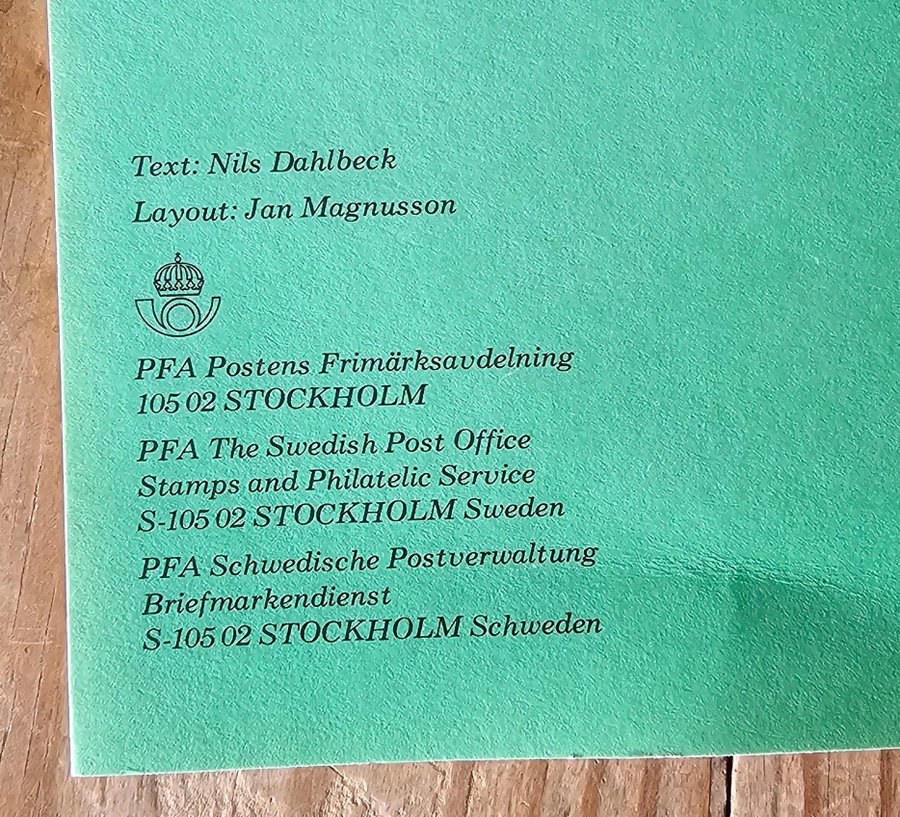 Text: Nils Dahlbeck
Layout: Jan Magnusson
PFA Postens Frimärksavdelning
105 02 STOCKHOLM
PFA The Swedish Post Office
Stamps and Philatelic Service
S-105 02 STOCKHOLM Sweden
PFA Schwedische Postverwaltung
Briefmarkendienst
S-105 02 STOCKHOLM Schweden